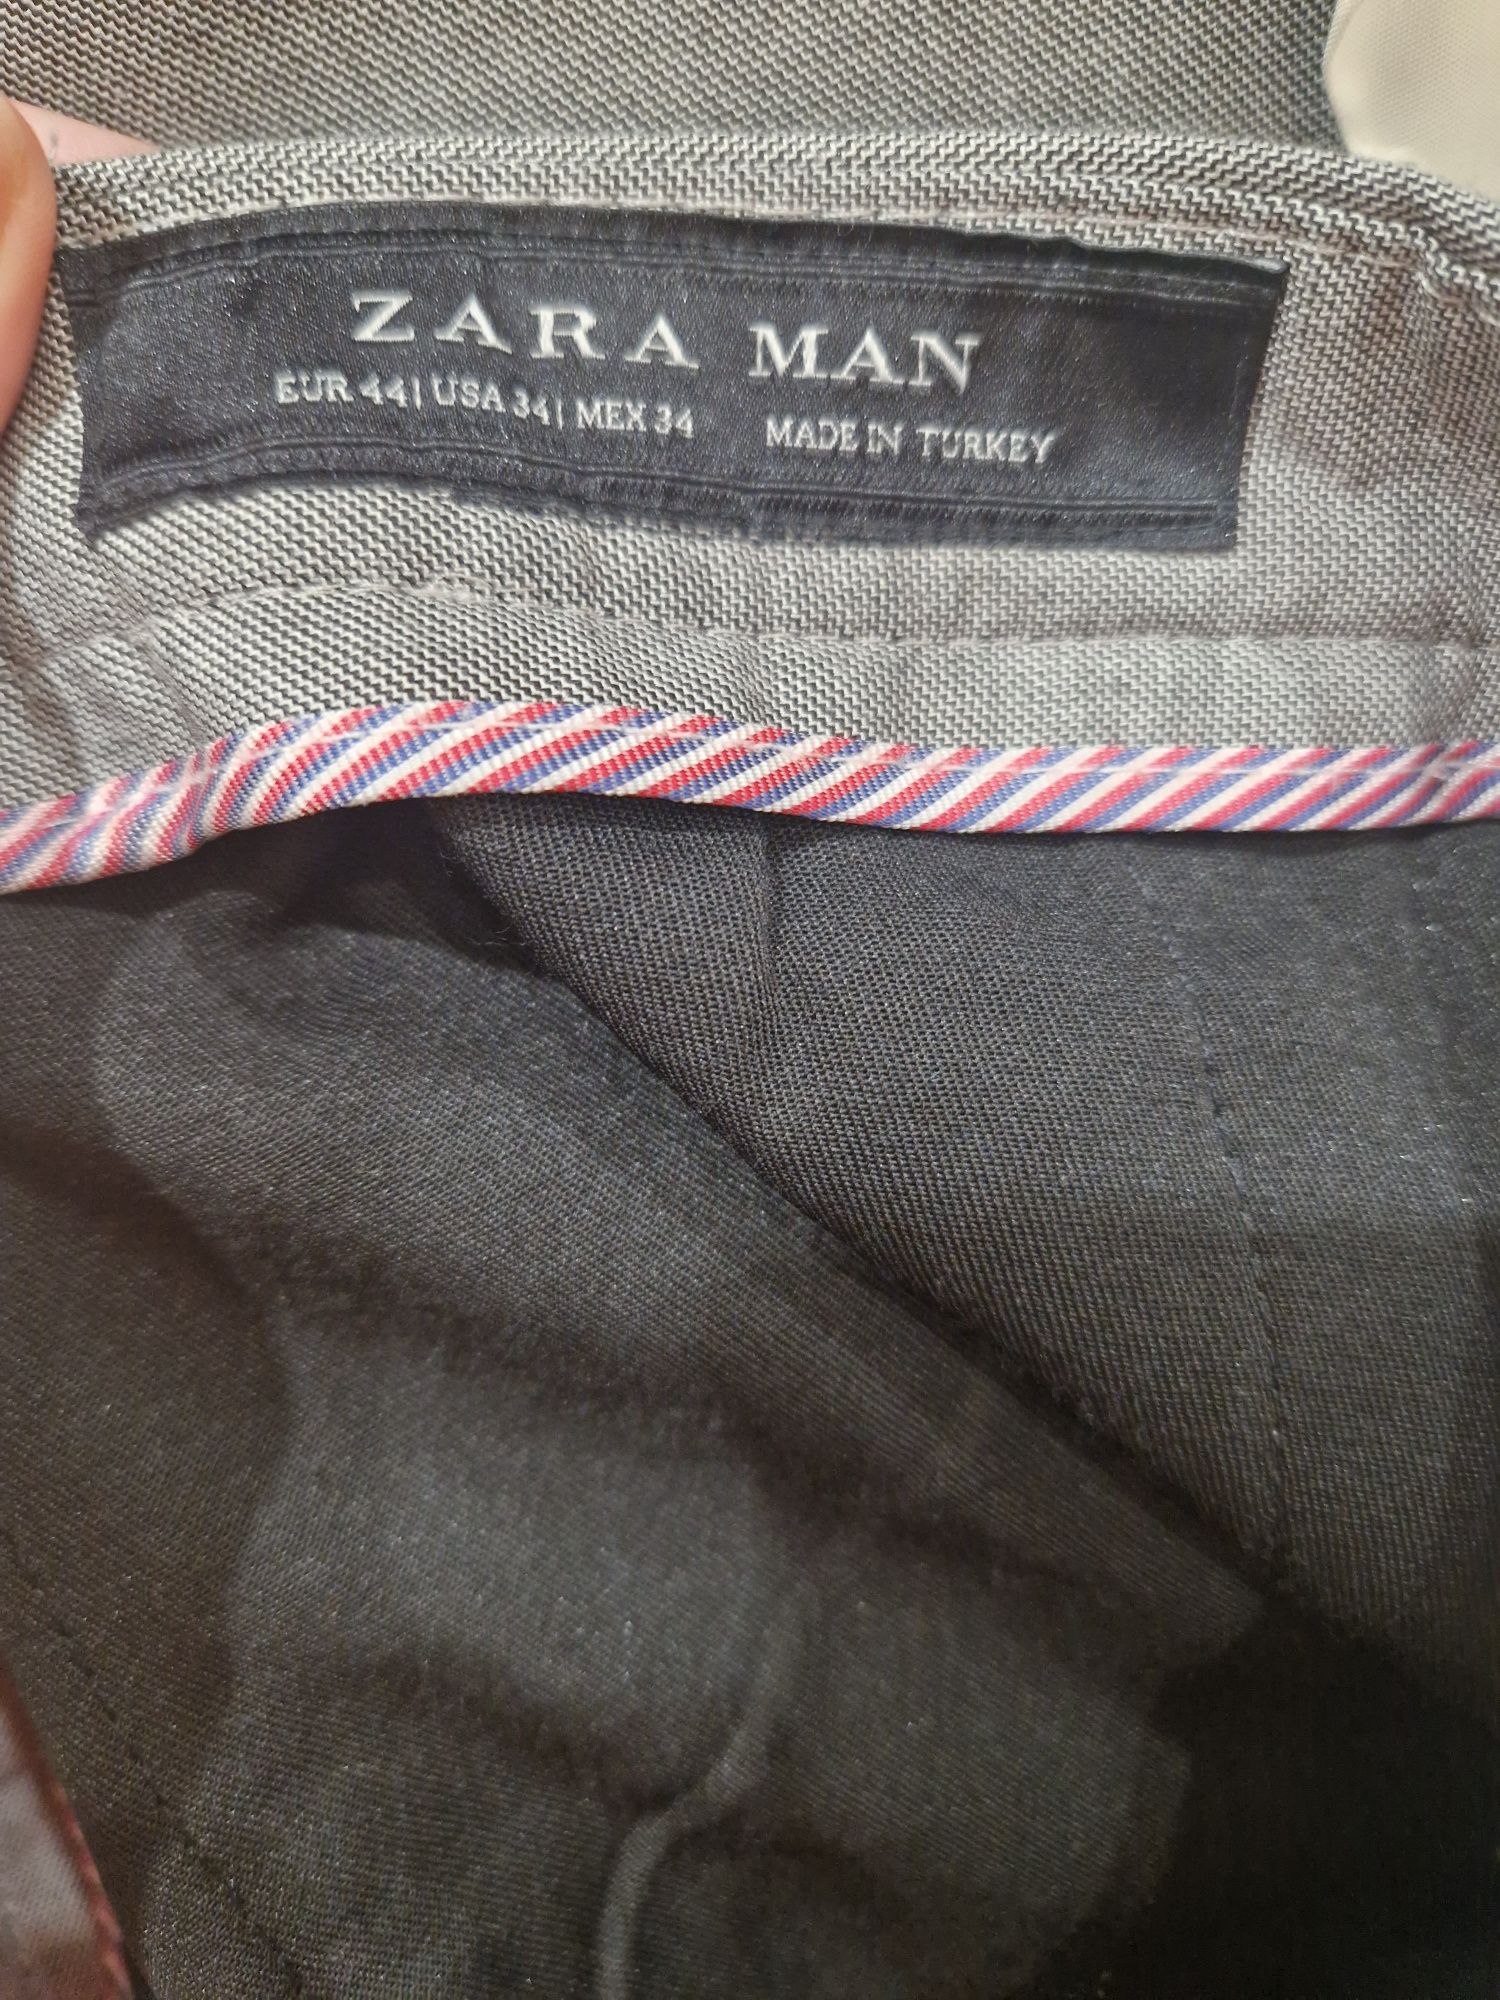 ZARA MAN
EUR 44 | USA 34 | MEX 34 MADE IN TURKEY